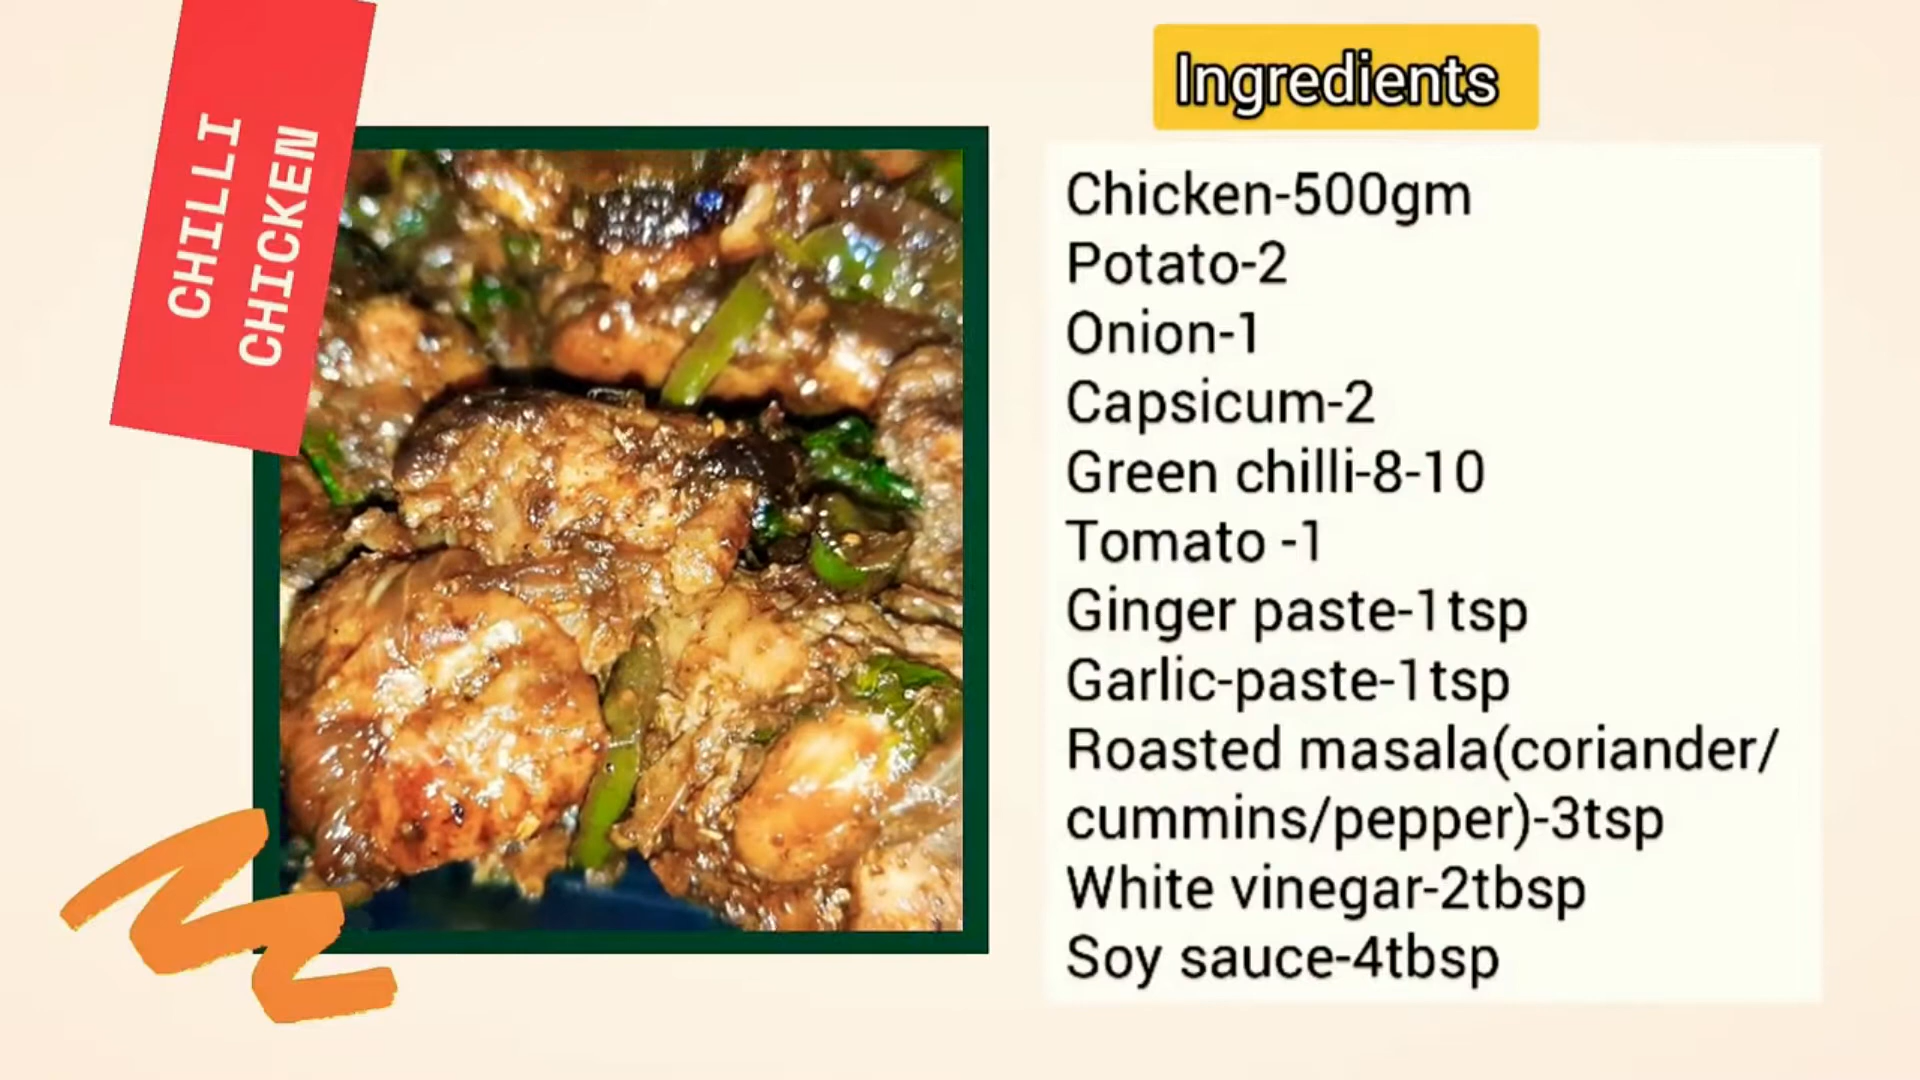 CHILLI
CHICKEN
Ingredients
Chicken-500gm
Potato-2
Onion-1
Capsicum-2
Green chilli-8-10
Tomato -1
Ginger paste-1tsp
Garlic-paste-1tsp
Roasted masala(coriander/
cummins/pepper)-3tsp
White vinegar-2tbsp
Soy sauce-4tbsp